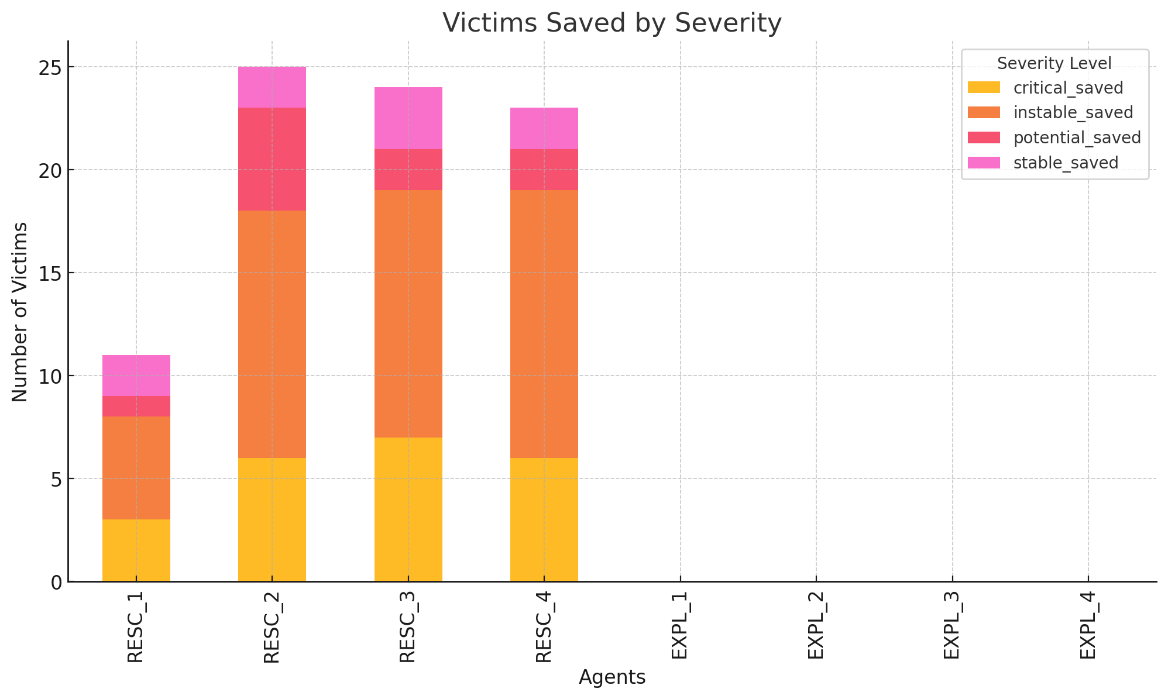 Victims Saved by Severity
Number of Victims
25
20
15
10
5
0
Severity Level
critical_saved
instable_saved
potential_saved
stable_saved
RESC_1
RESC_2
RESC_3
RESC_4
EXPL_1
EXPL_2
EXPL_3
EXPL_4
Agents